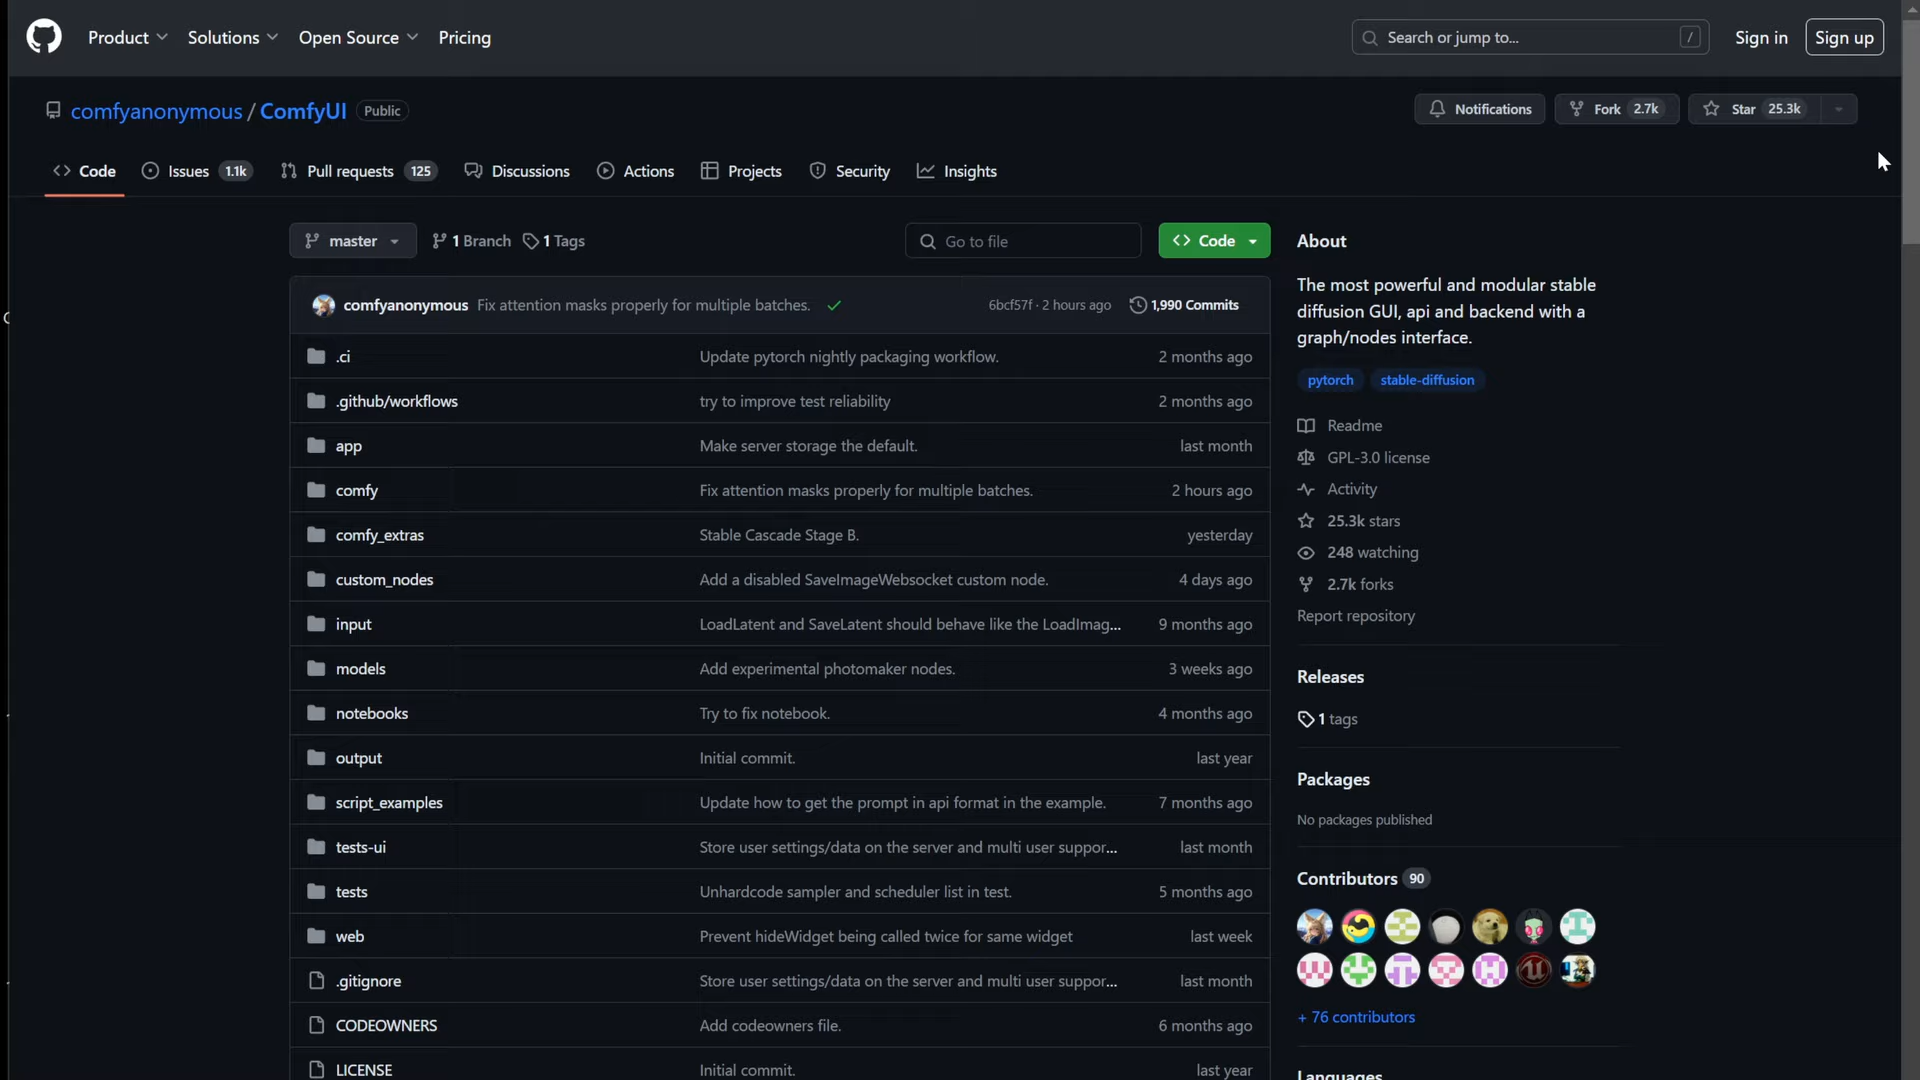 Product Solutions Open Source Pricing Search or jump to... / Sign in Sign up
comfyanonymous / ComfyUI Public Notifications Fork 2.7k Star 25.3k
Code Issues 1.1k Pull requests 125 Discussions Actions Projects Security Insights
master 1 Branch 1 Tags Go to file Code
comfyanonymous Fix attention masks properly for multiple batches. 6bcf57f · 2 hours ago 1,990 Commits
.ci Update pytorch nightly packaging workflow. 2 months ago
.github/workflows try to improve test reliability 2 months ago
app Make server storage the default. last month
comfy Fix attention masks properly for multiple batches. 2 hours ago
comfy_extras Stable Cascade Stage B. yesterday
custom_nodes Add a disabled SaveImageWebsocket custom node. 4 days ago
input LoadLatent and SaveLatent should behave like the LoadImag... 9 months ago
models Add experimental photomaker nodes. 3 weeks ago
notebooks Try to fix notebook. 4 months ago
output Initial commit. last year
script_examples Update how to get the prompt in api format in the example. 7 months ago
tests-ui Store user settings/data on the server and multi user suppor... last month
tests Unhardcode sampler and scheduler list in test. 5 months ago
web Prevent hideWidget being called twice for same widget last week
.gitignore Store user settings/data on the server and multi user suppor... last month
CODEOWNERS Add codeowners file. 6 months ago
LICENSE Initial commit. last year
About
The most powerful and modular stable
diffusion GUI, api and backend with a
graph/nodes interface.
pytorch stable-diffusion
Readme
GPL-3.0 license
Activity
25.3k stars
248 watching
2.7k forks
Report repository
Releases
1 tags
Packages
No packages published
Contributors 90
+ 76 contributors
Languages